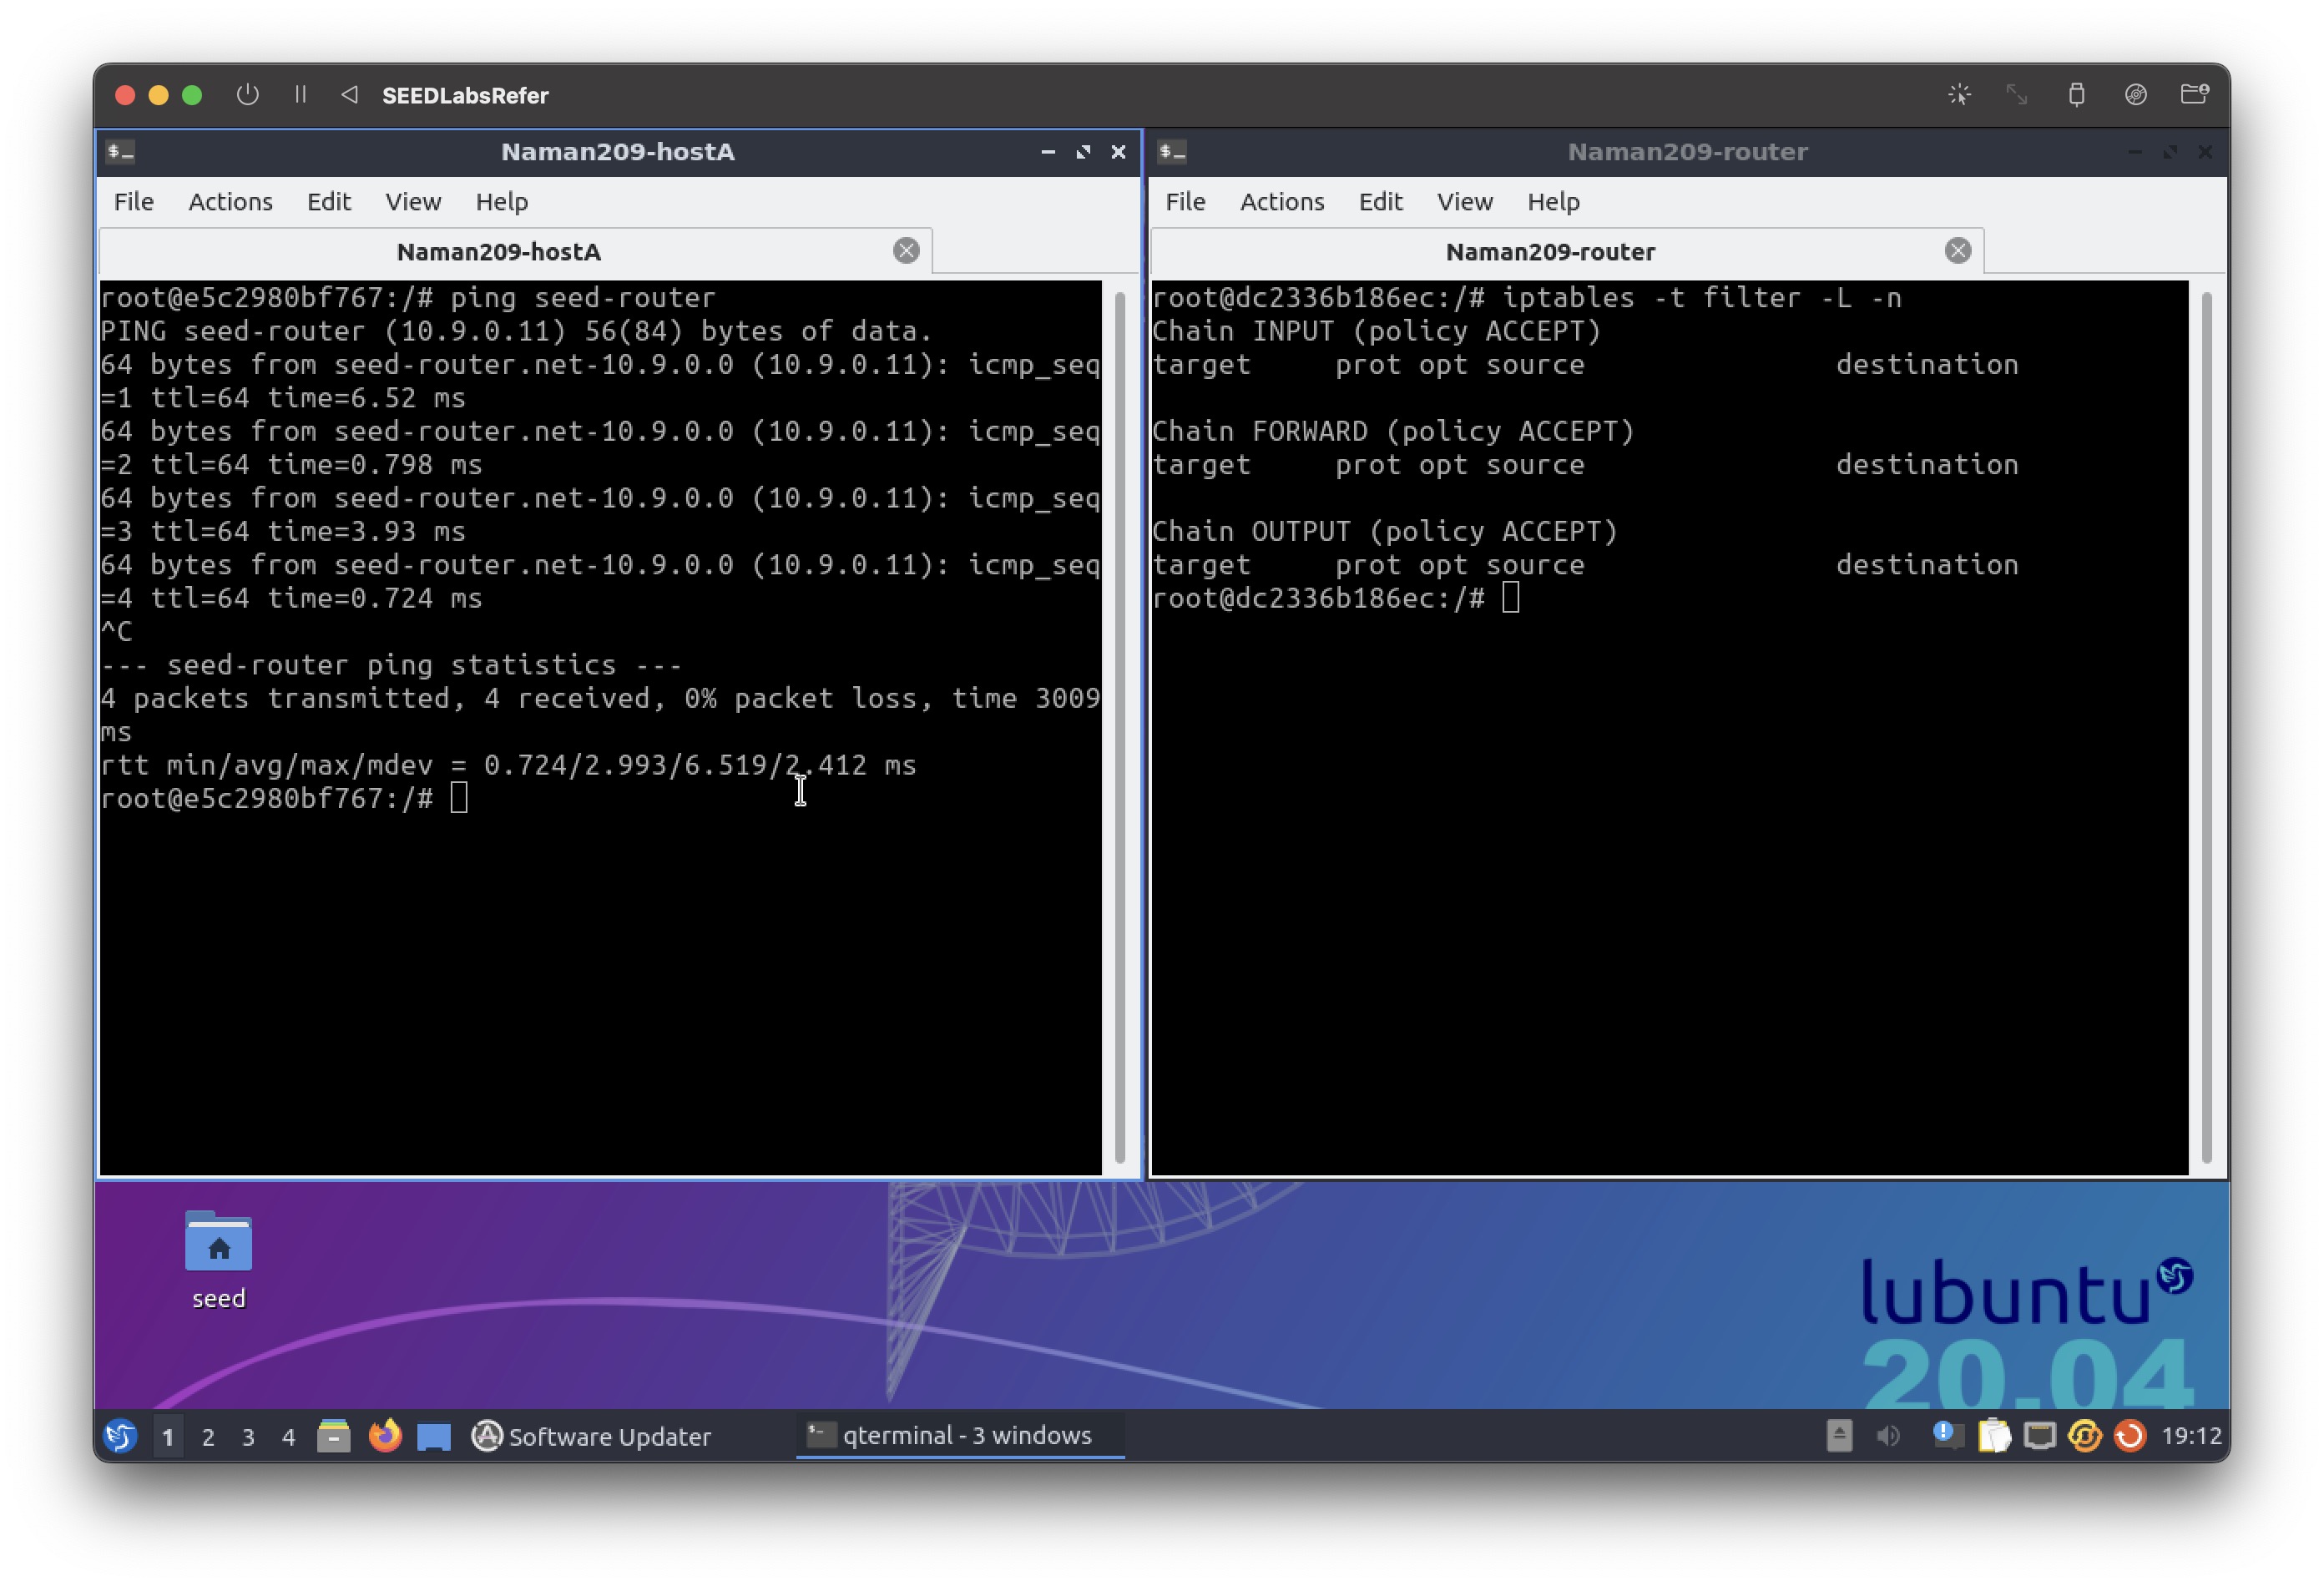 SEEDLabsRefer
Naman209-hostA
File Actions Edit View Help
Naman209-hostA
root@e5c2980bf767:/# ping seed-router
PING seed-router (10.9.0.11) 56(84) bytes of data.
64 bytes from seed-router.net-10.9.0.0 (10.9.0.11): icmp_seq
=1 ttl=64 time=6.52 ms
64 bytes from seed-router.net-10.9.0.0 (10.9.0.11): icmp_seq
=2 ttl=64 time=0.798 ms
64 bytes from seed-router.net-10.9.0.0 (10.9.0.11): icmp_seq
=3 ttl=64 time=3.93 ms
64 bytes from seed-router.net-10.9.0.0 (10.9.0.11): icmp_seq
=4 ttl=64 time=0.724 ms
^C
--- seed-router ping statistics ---
4 packets transmitted, 4 received, 0% packet loss, time 3009
ms
rtt min/avg/max/mdev = 0.724/2.993/6.519/2.412 ms
root@e5c2980bf767:/#
Naman209-router
File Actions Edit View Help
Naman209-router
root@dc2336b186ec:/# iptables -t filter -L -n
Chain INPUT (policy ACCEPT)
target     prot opt source               destination
Chain FORWARD (policy ACCEPT)
target     prot opt source               destination
Chain OUTPUT (policy ACCEPT)
target     prot opt source               destination
root@dc2336b186ec:/#
seed
lubuntu
20.04
1 2 3 4 Software Updater qterminal - 3 windows 19:12